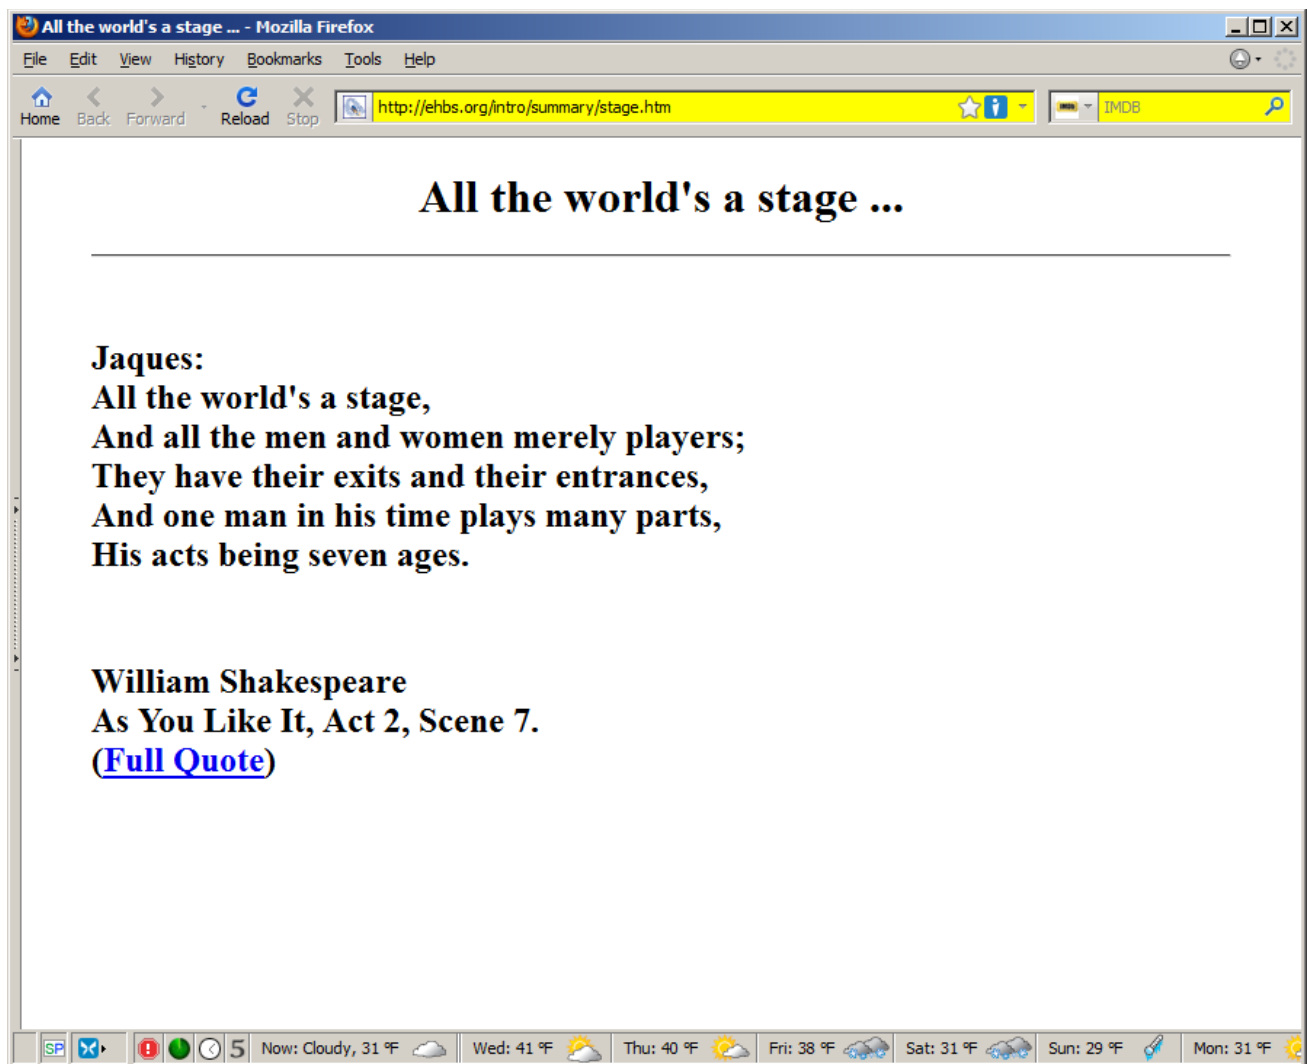 All the world's a stage ... - Mozilla Firefox
File Edit View History Bookmarks Tools Help
Home Back Forward Reload Stop http://ehbs.org/intro/summary/stage.htm IMDB
All the world's a stage ...
Jaques:
All the world's a stage,
And all the men and women merely players;
They have their exits and their entrances,
And one man in his time plays many parts,
His acts being seven ages.
William Shakespeare
As You Like It, Act 2, Scene 7.
(Full Quote)
SP 5 Now: Cloudy, 31 °F Wed: 41 °F Thu: 40 °F Fri: 38 °F Sat: 31 °F Sun: 29 °F Mon: 31 °F